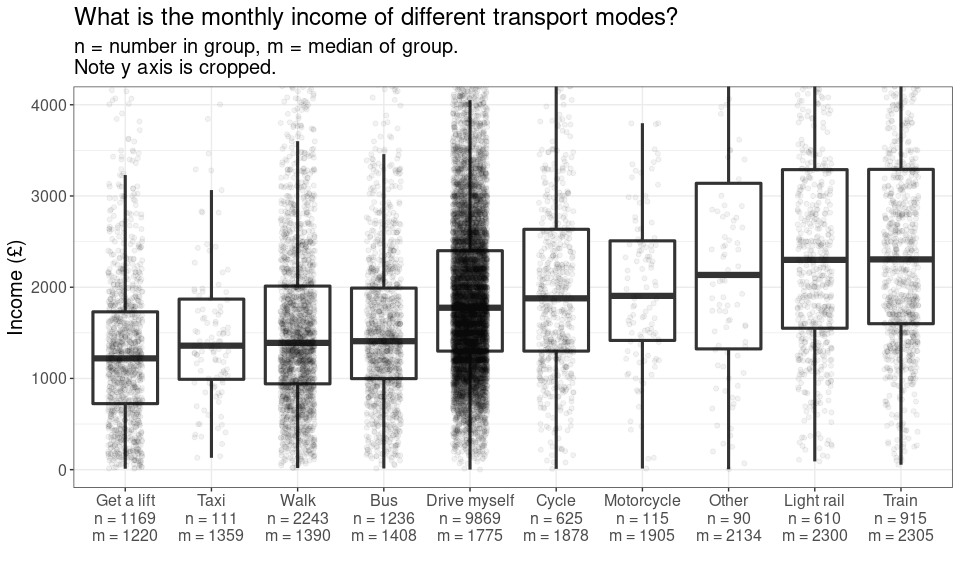 What is the monthly income of different transport modes?
n = number in group, m = median of group.
Note y axis is cropped.
Income (£)
4000
3000
2000
1000
0
Get a lift Taxi Walk Bus Drive myself Cycle Motorcycle Other Light rail Train
n = 1169 n = 111 n = 2243 n = 1236 n = 9869 n = 625 n = 115 n = 90 n = 610 n = 915
m = 1220 m = 1359 m = 1390 m = 1408 m = 1775 m = 1878 m = 1905 m = 2134 m = 2300 m = 2305